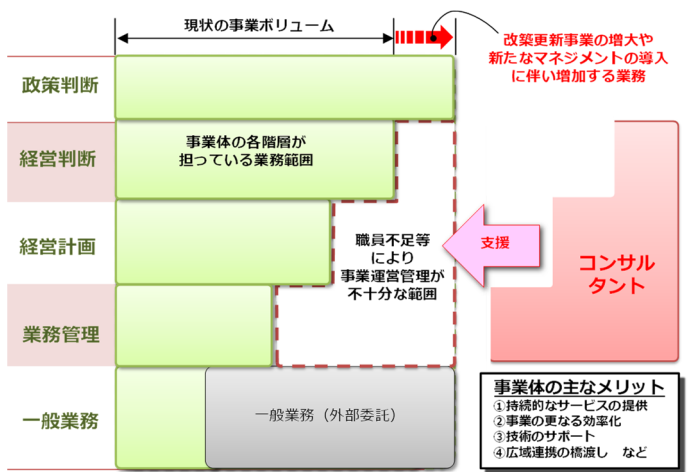 現状の事業ボリューム
改築更新事業の増大や
新たなマネジメントの導入
に伴い増加する業務
政策判断
経営判断
事業体の各階層が
担っている業務範囲
経営計画
職員不足等
により
事業運営管理が
不十分な範囲
支援
コンサル
タント
業務管理
一般業務
一般業務（外部委託）
事業体の主なメリット
①持続的なサービスの提供
②事業の更なる効率化
③技術のサポート
④広域連携の橋渡し　など